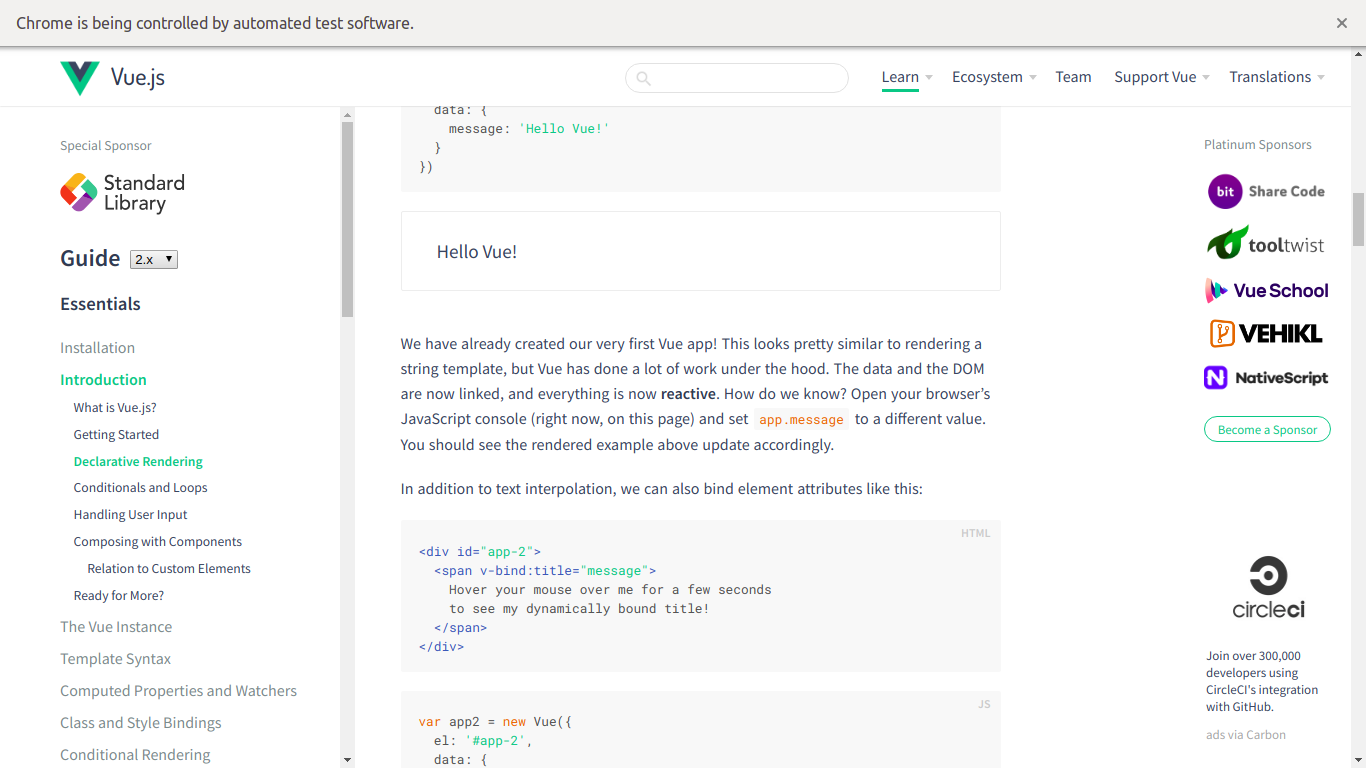 Chrome is being controlled by automated test software.
Vue.js
Learn
Ecosystem
Team
Support Vue
Translations
Special Sponsor
Standard
Library
Guide
2.x
Essentials
Installation
Introduction
What is Vue.js?
Getting Started
Declarative Rendering
Conditionals and Loops
Handling User Input
Composing with Components
Relation to Custom Elements
Ready for More?
The Vue Instance
Template Syntax
Computed Properties and Watchers
Class and Style Bindings
Conditional Rendering
data: {
message: 'Hello Vue!'
}
})
Hello Vue!
We have already created our very first Vue app! This looks pretty similar to rendering a
string template, but Vue has done a lot of work under the hood. The data and the DOM
are now linked, and everything is now reactive. How do we know? Open your browser’s
JavaScript console (right now, on this page) and set app.message to a different value.
You should see the rendered example above update accordingly.
In addition to text interpolation, we can also bind element attributes like this:
HTML
<div id="app-2">
<span v-bind:title="message">
Hover your mouse over me for a few seconds
to see my dynamically bound title!
</span>
</div>
JS
var app2 = new Vue({
el: '#app-2',
data: {
Platinum Sponsors
bit Share Code
tooltwist
Vue School
VEHIKL
NativeScript
Become a Sponsor
circleci
Join over 300,000
developers using
CircleCI's integration
with GitHub.
ads via Carbon